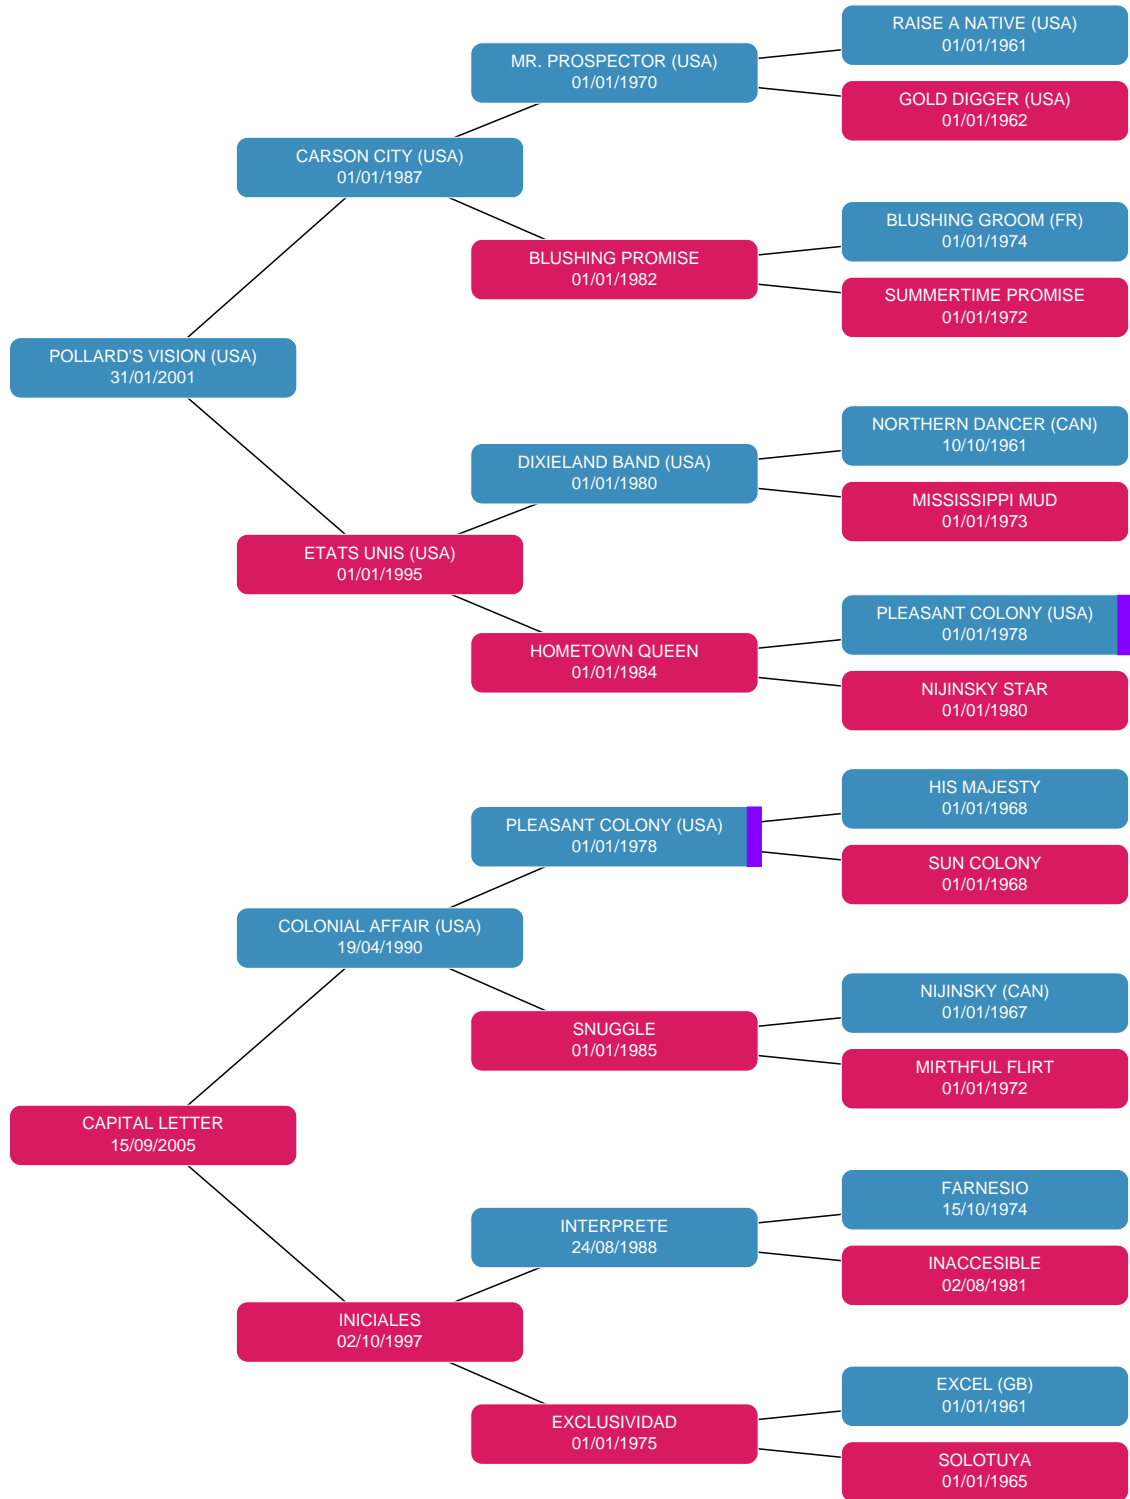 RAISE A NATIVE (USA)
01/01/1961
MR. PROSPECTOR (USA)
01/01/1970
GOLD DIGGER (USA)
01/01/1962
CARSON CITY (USA)
01/01/1987
BLUSHING GROOM (FR)
01/01/1974
BLUSHING PROMISE
01/01/1982
SUMMERTIME PROMISE
01/01/1972
POLLARD'S VISION (USA)
31/01/2001
NORTHERN DANCER (CAN)
10/10/1961
DIXIELAND BAND (USA)
01/01/1980
MISSISSIPPI MUD
01/01/1973
ETATS UNIS (USA)
01/01/1995
PLEASANT COLONY (USA)
01/01/1978
HOMETOWN QUEEN
01/01/1984
NIJINSKY STAR
01/01/1980
HIS MAJESTY
01/01/1968
PLEASANT COLONY (USA)
01/01/1978
SUN COLONY
01/01/1968
COLONIAL AFFAIR (USA)
19/04/1990
NIJINSKY (CAN)
01/01/1967
SNUGGLE
01/01/1985
MIRTHFUL FLIRT
01/01/1972
CAPITAL LETTER
15/09/2005
FARNESIO
15/10/1974
INTERPRETE
24/08/1988
INACCESIBLE
02/08/1981
INICIALES
02/10/1997
EXCEL (GB)
01/01/1961
EXCLUSIVIDAD
01/01/1975
SOLOTUYA
01/01/1965